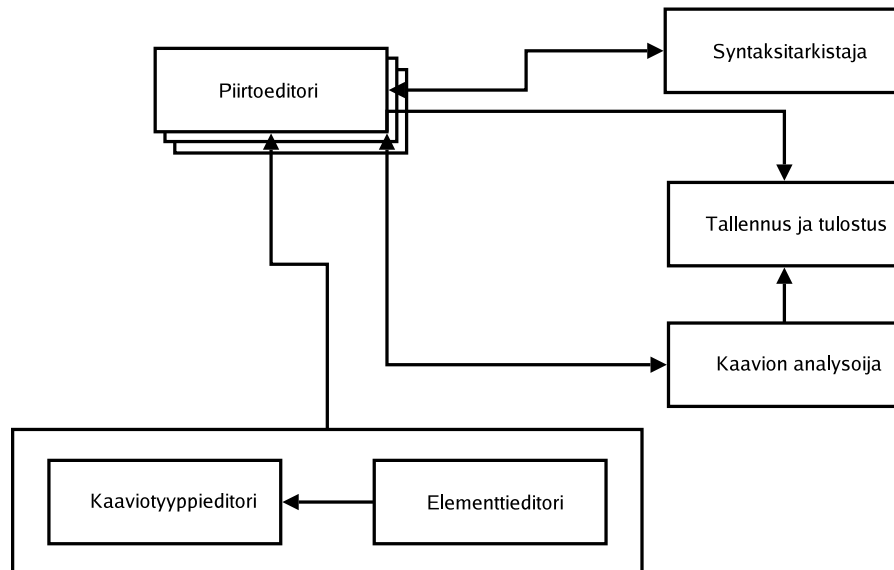 Syntaksitarkistaja
Piirtoeditori
Tallennus ja tulostus
Kaavion analysoija
Kaaviotyyppieditori
Elementtieditori